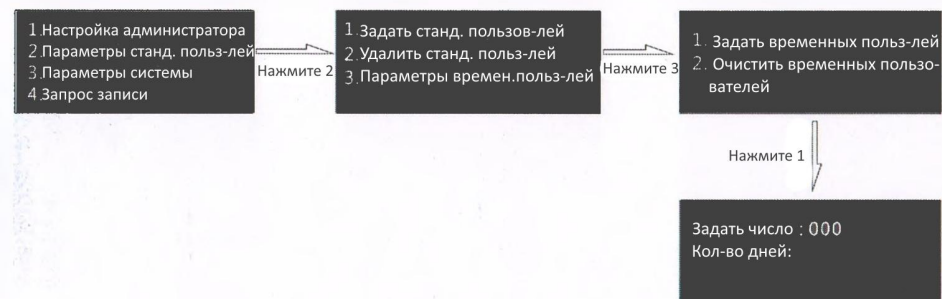 1.Настройка администратора
2.Параметры станд. польз-лей
3.Параметры системы
4.Запрос записи
Нажмите 2
1.Задать станд. пользов-лей
2.Удалить станд. польз-лей
3.Параметры времен.польз-лей
Нажмите 3
1. Задать временных польз-лей
2. Очистить временных пользо-
вателей
Нажмите 1
Задать число : 000
Кол-во дней: